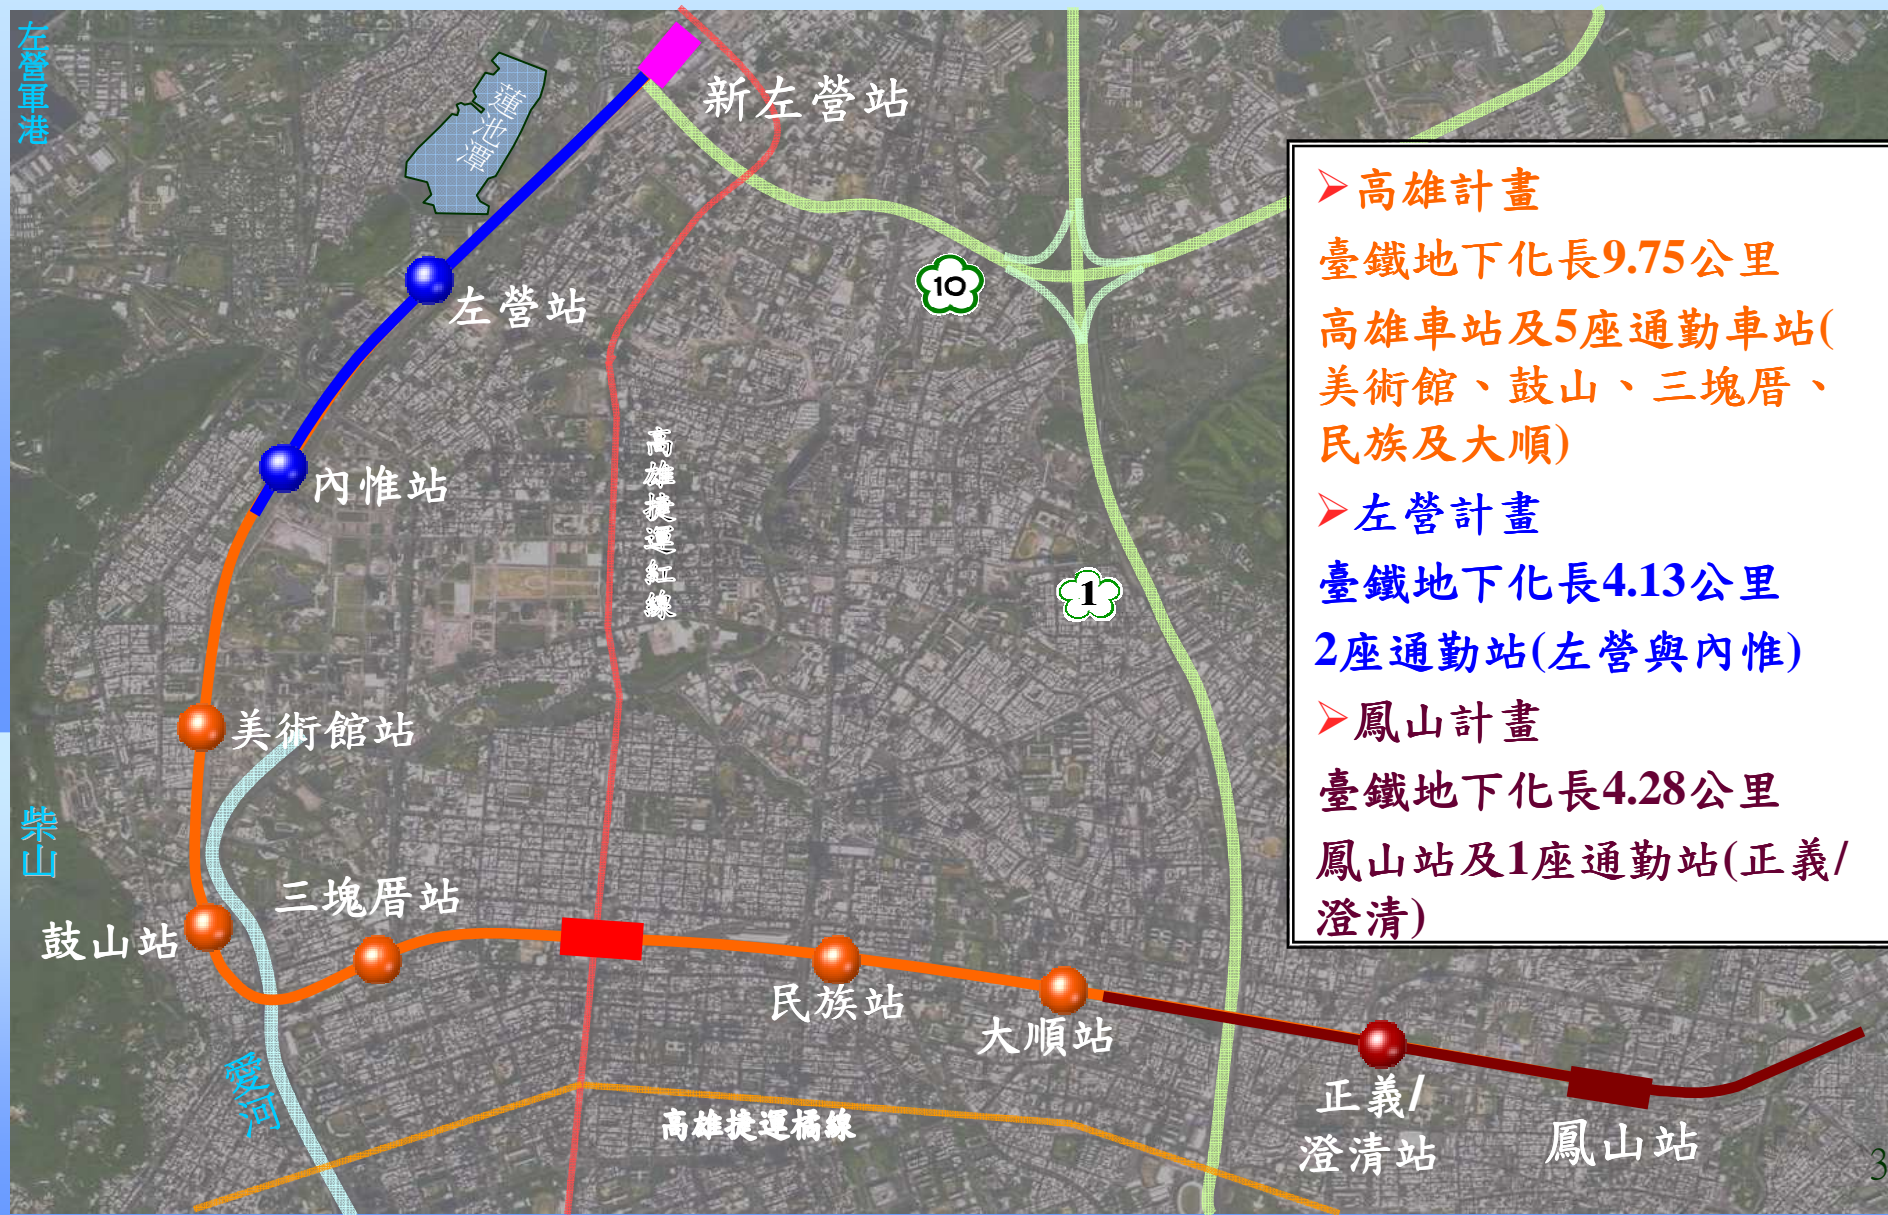 左營軍港
蓮池潭
新左營站
左營站
內惟站
高雄捷運紅線
10
1
美術館站
柴山
三塊厝站
鼓山站
民族站
大順站
愛河
高雄捷運橘線
正義/
澄清站
鳳山站
➢高雄計畫
臺鐵地下化長9.75公里
高雄車站及5座通勤車站(
美術館、鼓山、三塊厝、
民族及大順)
➢左營計畫
臺鐵地下化長4.13公里
2座通勤站(左營與內惟)
➢鳳山計畫
臺鐵地下化長4.28公里
鳳山站及1座通勤站(正義/
澄清)
3